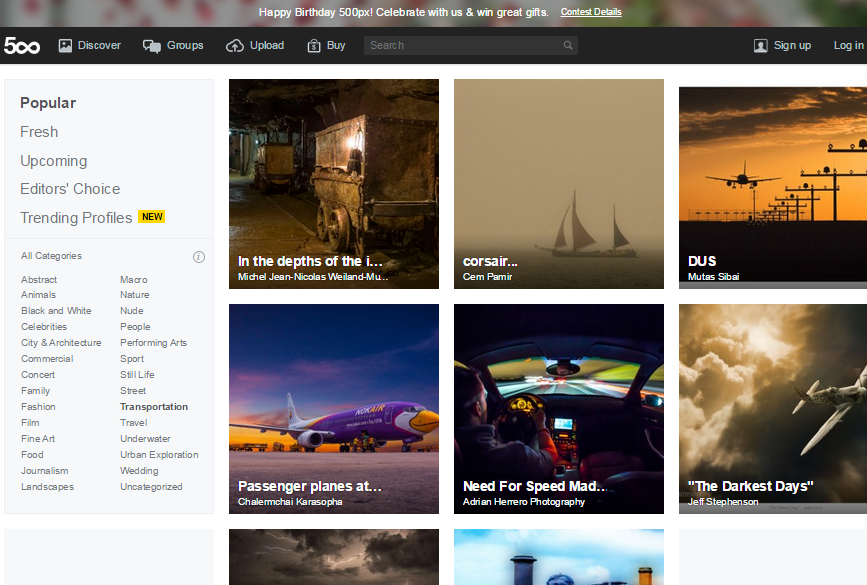 Happy Birthday 500px! Celebrate with us & win great gifts. Contest Details
500 Discover Groups Upload Buy Search Sign up Log in
Popular
Fresh
Upcoming
Editors' Choice
Trending Profiles NEW
All Categories
Abstract
Animals
Black and White
Celebrities
City & Architecture
Commercial
Concert
Family
Fashion
Film
Fine Art
Food
Journalism
Landscapes
Macro
Nature
Nude
People
Performing Arts
Sport
Still Life
Street
Transportation
Travel
Underwater
Urban Exploration
Wedding
Uncategorized
In the depths of the i...
Michel Jean-Nicolas Weiland-Mu...
corsair...
Cem Pamir
DUS
Mutas Sibai
NOKAIR
Passenger planes at...
Chalermchai Karasopha
Need For Speed Mad...
Adrian Herrero Photography
"The Darkest Days"
Jeff Stephenson